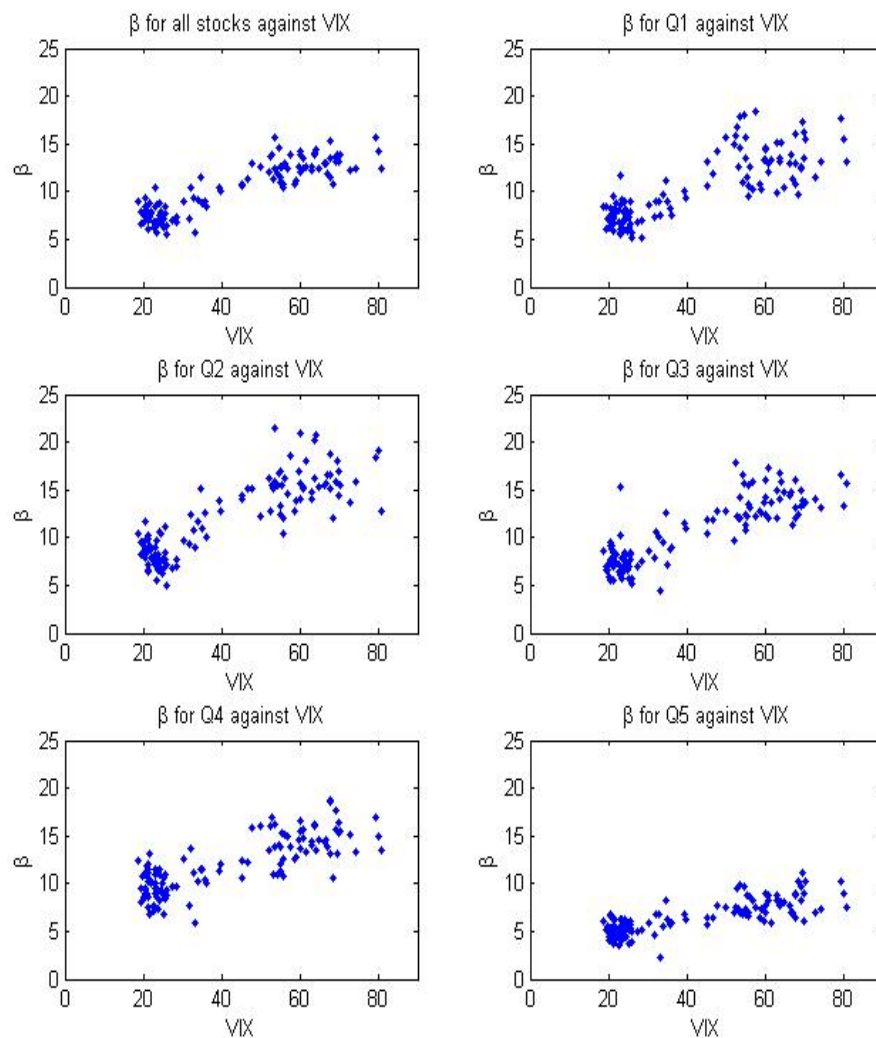 β for all stocks against VIX
25
20
15
10
5
0
β
0 20 40 60 80
VIX
β for Q1 against VIX
25
20
15
10
5
0
β
0 20 40 60 80
VIX
β for Q2 against VIX
25
20
15
10
5
0
β
0 20 40 60 80
VIX
β for Q3 against VIX
25
20
15
10
5
0
β
0 20 40 60 80
VIX
β for Q4 against VIX
25
20
15
10
5
0
β
0 20 40 60 80
VIX
β for Q5 against VIX
25
20
15
10
5
0
β
0 20 40 60 80
VIX